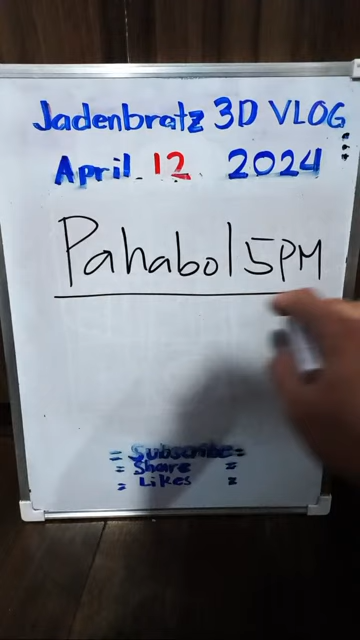 Jadenbratz 3D VLOG
April 12 2024
Pahabol 5PM
= Subscribe =
= Share =
= Likes =